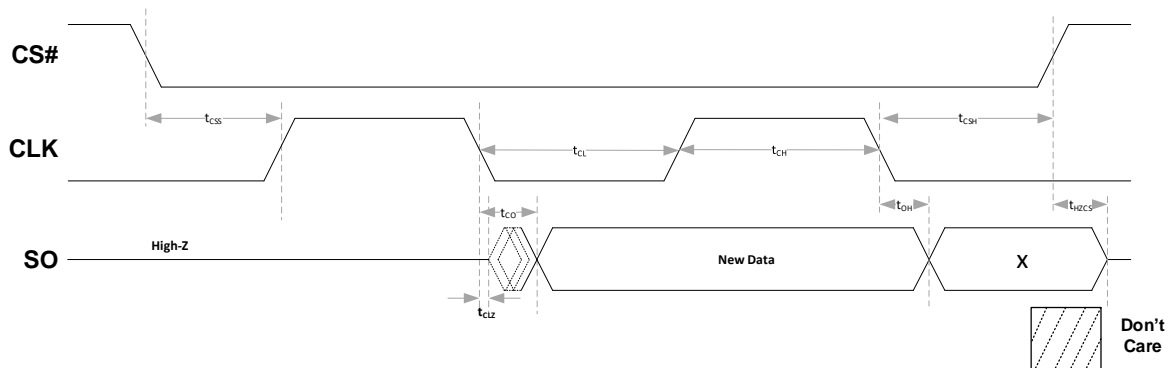 CS#
tCSS
tCSH
CLK
tCL
tCH
tCO
tOH
tHZCS
High-Z
SO
New Data
X
tCLZ
Don't
Care